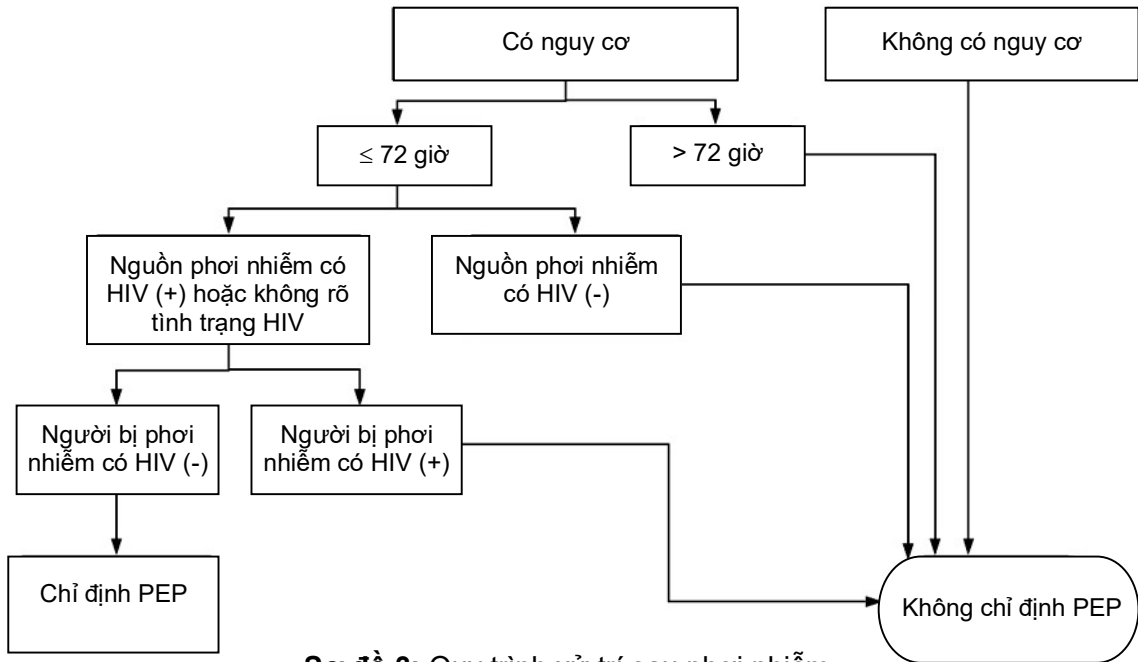 Có nguy cơ
Không có nguy cơ
≤ 72 giờ
> 72 giờ
Nguồn phơi nhiễm có
HIV (+) hoặc không rõ
tình trạng HIV
Nguồn phơi nhiễm
có HIV (-)
Người bị phơi
nhiễm có HIV (-)
Người bị phơi
nhiễm có HIV (+)
Chỉ định PEP
Không chỉ định PEP